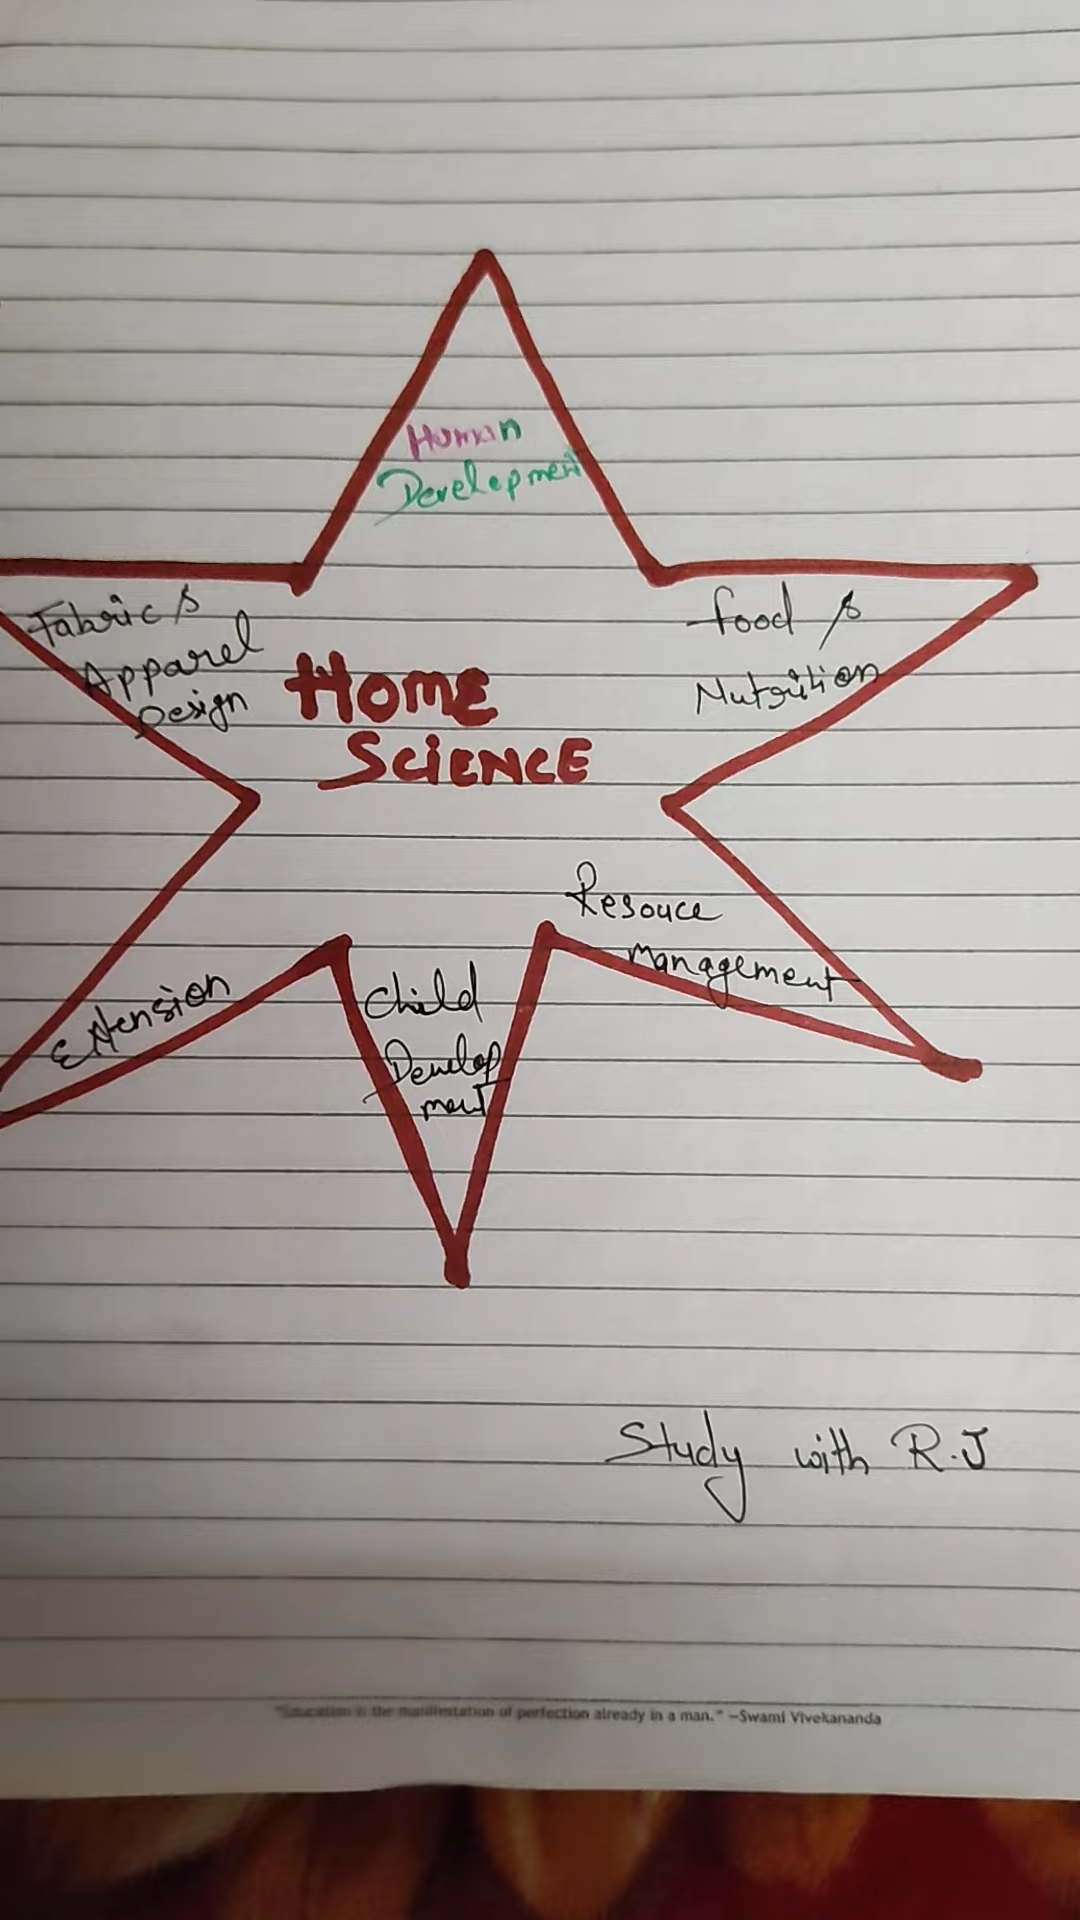 Human
Development
Fabric &
Apparel
Design
Home
SCiENCE
food &
Nutrition
Resouce
management
Extension
Child
Develop
ment
Study with R.J
"Education is the manifestation of perfection already in a man." —Swami Vivekananda